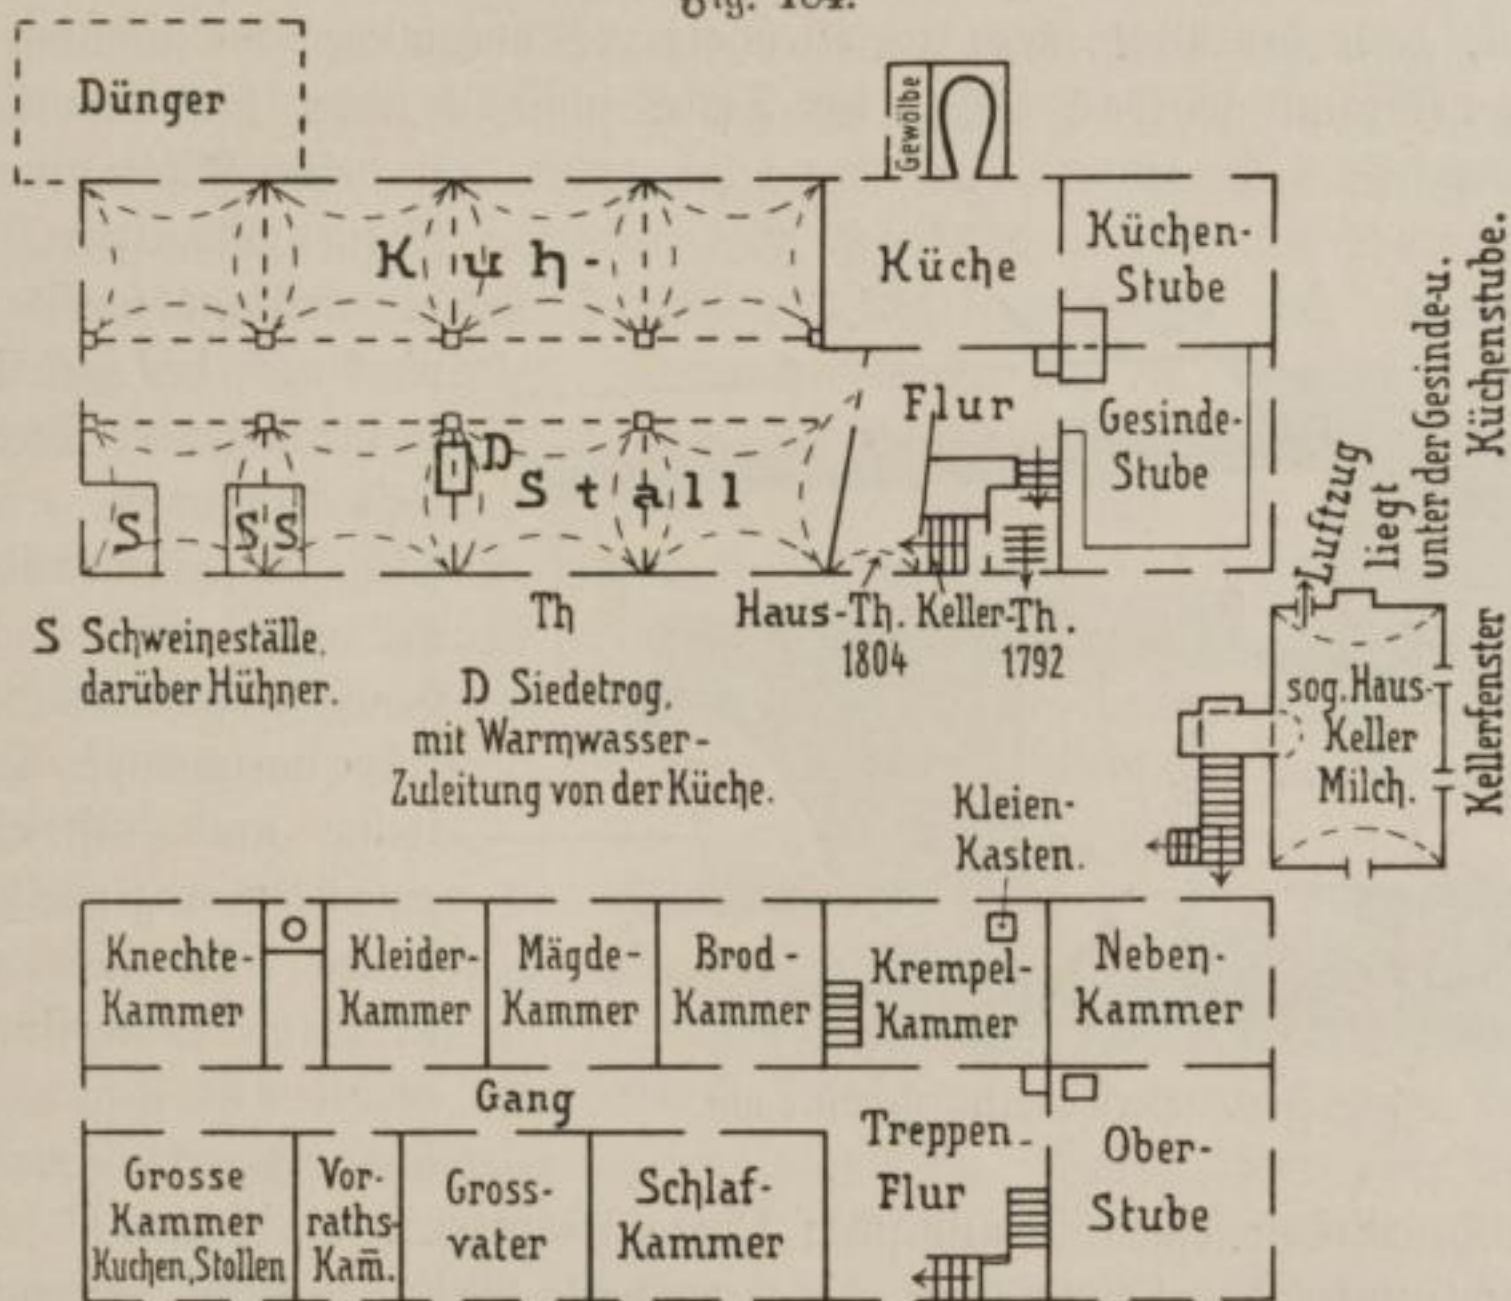 Fig. 184.
Dünger
Gewölbe
Kuh-
Küche
Küchen-
Stube
Flur
Gesinde-
Stube
D
Stall
S
S S
Th
Haus-Th.
1804
Keller-Th.
1792
S Schweineställe,
darüber Hühner.
D Siedetrog,
mit Warmwasser-
Zuleitung von der Küche.
Luftzug
liegt
unter der Gesinde-u.
Küchenstube.
sog. Haus-
Keller
Milch.
Kellerfenster
Kleien-
Kasten.
Knechte-
Kammer
Kleider-
Kammer
Mägde-
Kammer
Brod-
Kammer
Krempel-
Kammer
Neben-
Kammer
Gang
Treppen-
Flur
Ober-
Stube
Grosse
Kammer
Kuchen, Stollen
Vor-
raths-
Kam̄.
Gross-
vater
Schlaf-
Kammer